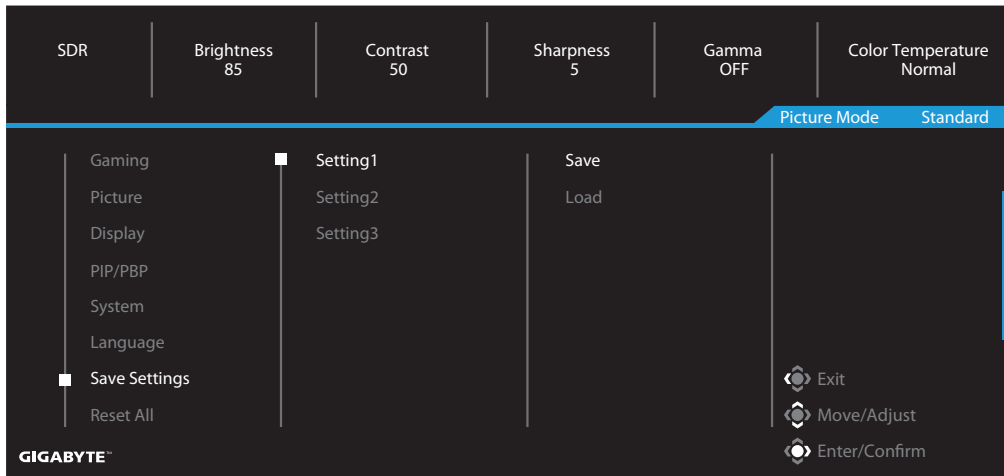 SDR
Brightness
85
Contrast
50
Sharpness
5
Gamma
OFF
Color Temperature
Normal
Picture Mode Standard
Gaming
Picture
Display
PIP/PBP
System
Language
Save Settings
Reset All
Setting1
Setting2
Setting3
Save
Load
Exit
Move/Adjust
Enter/Confirm
GIGABYTE™